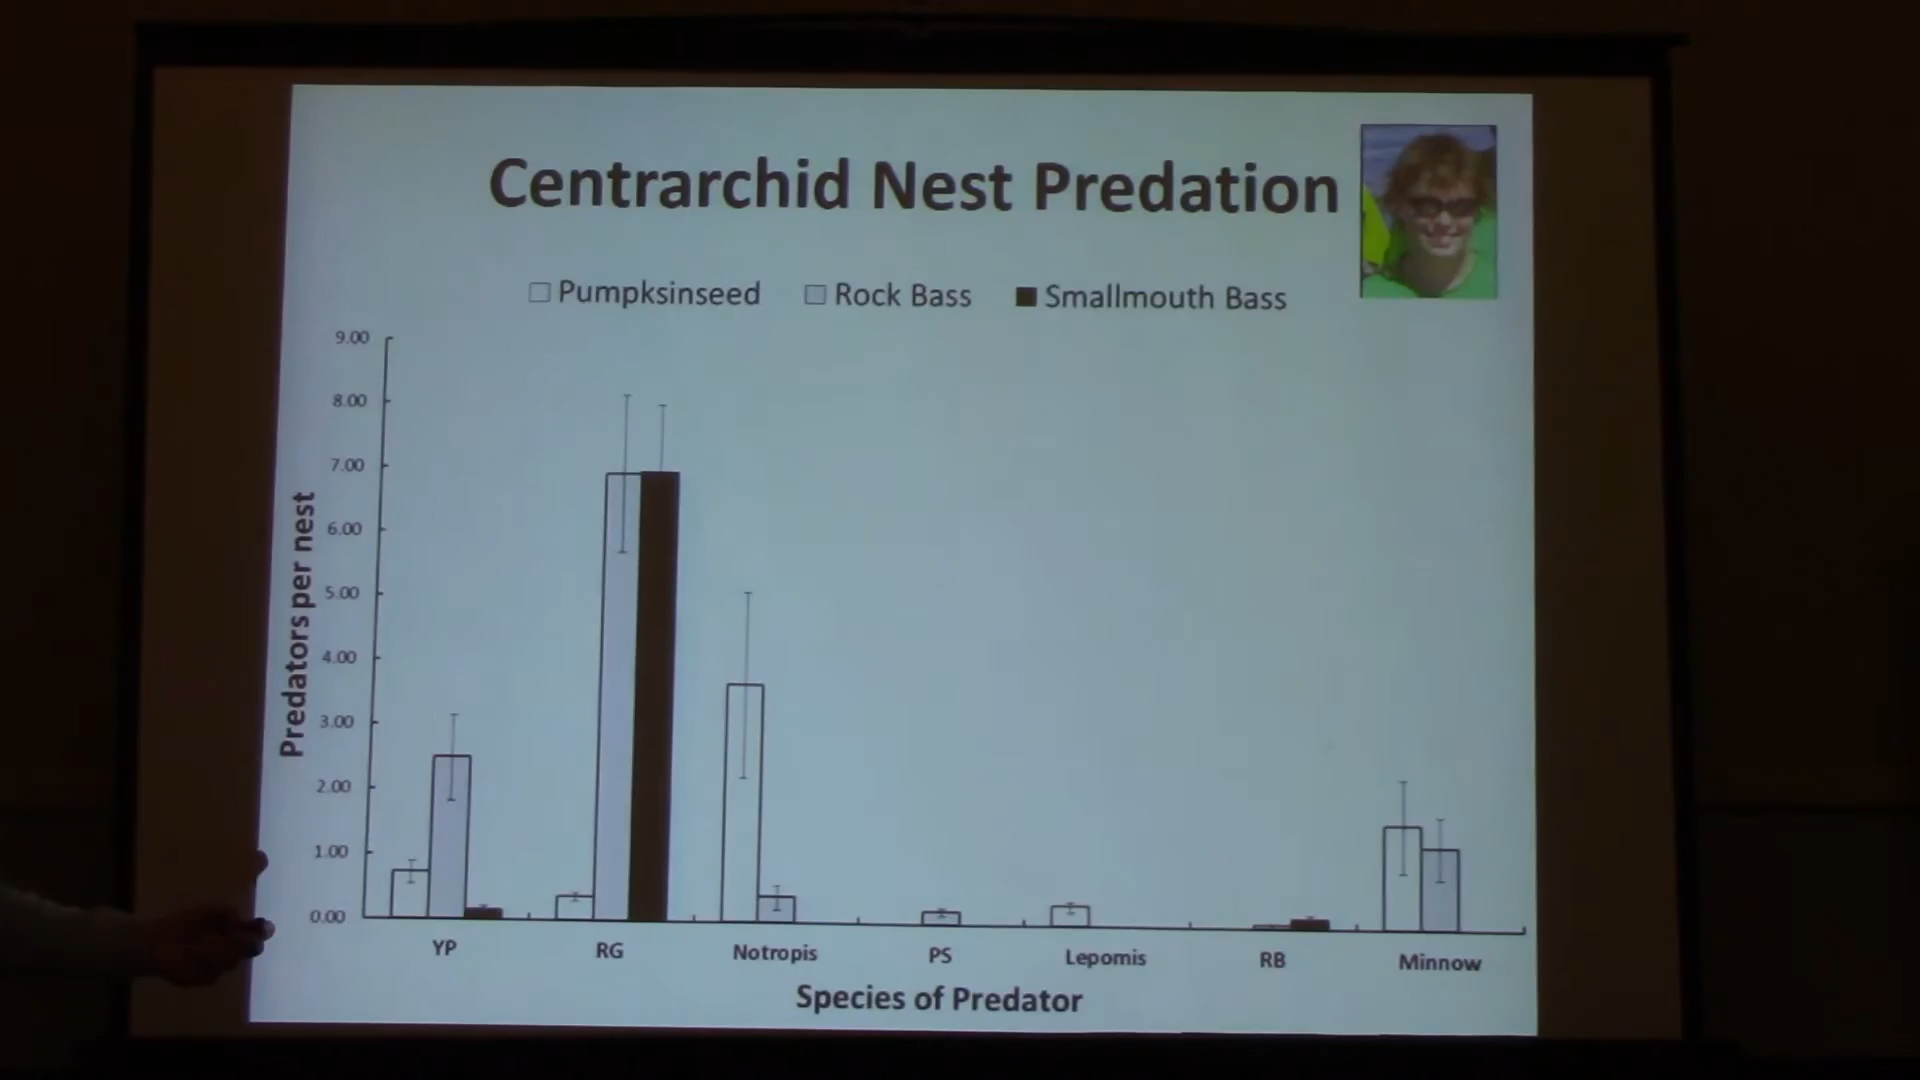 Centrarchid Nest Predation
Pumpksinseed Rock Bass Smallmouth Bass
9.00
8.00
7.00
6.00
5.00
4.00
3.00
2.00
1.00
0.00
Predators per nest
YP RG Notropis PS Lepomis RB Minnow
Species of Predator